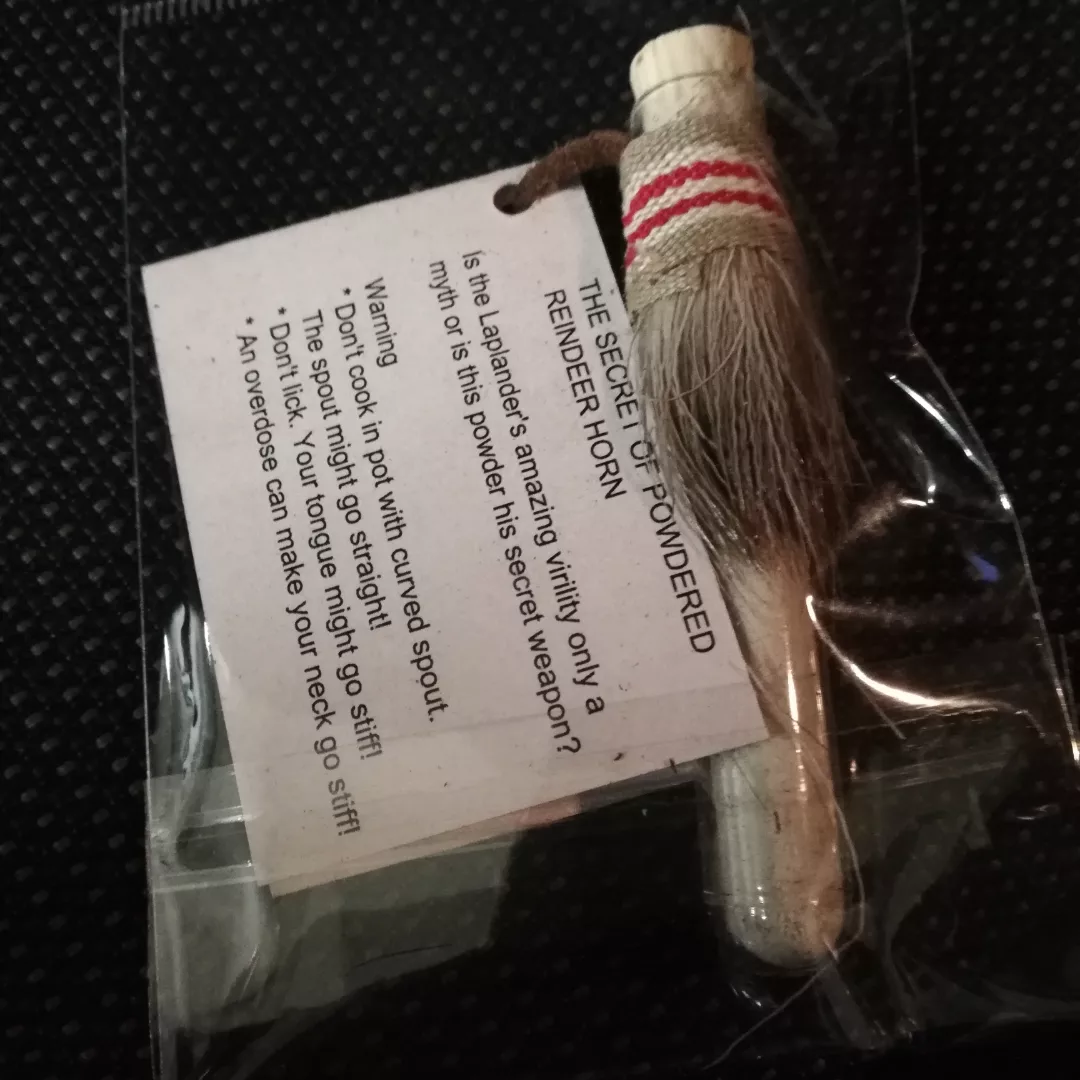 THE SECRET OF POWDERED
REINDEER HORN
Is the Laplander's amazing virility only a
myth or is this powder his secret weapon?
Warning
* Don't cook in pot with curved spout.
The spout might go straight!
* Don't lick. Your tongue might go stiff!
* An overdose can make your neck go stiff!